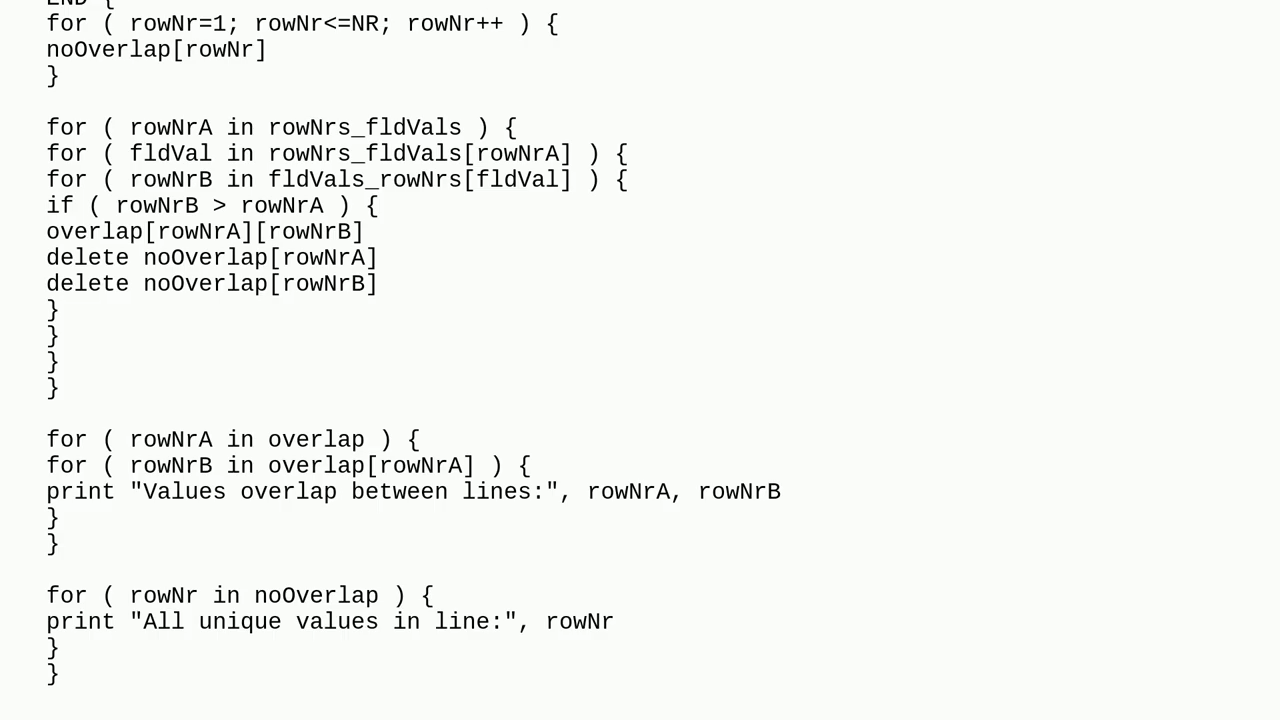 END {
for ( rowNr=1; rowNr<=NR; rowNr++ ) {
noOverlap[rowNr]
}
for ( rowNrA in rowNrs_fldVals ) {
for ( fldVal in rowNrs_fldVals[rowNrA] ) {
for ( rowNrB in fldVals_rowNrs[fldVal] ) {
if ( rowNrB > rowNrA ) {
overlap[rowNrA][rowNrB]
delete noOverlap[rowNrA]
delete noOverlap[rowNrB]
}
}
}
}
for ( rowNrA in overlap ) {
for ( rowNrB in overlap[rowNrA] ) {
print "Values overlap between lines:", rowNrA, rowNrB
}
}
for ( rowNr in noOverlap ) {
print "All unique values in line:", rowNr
}
}